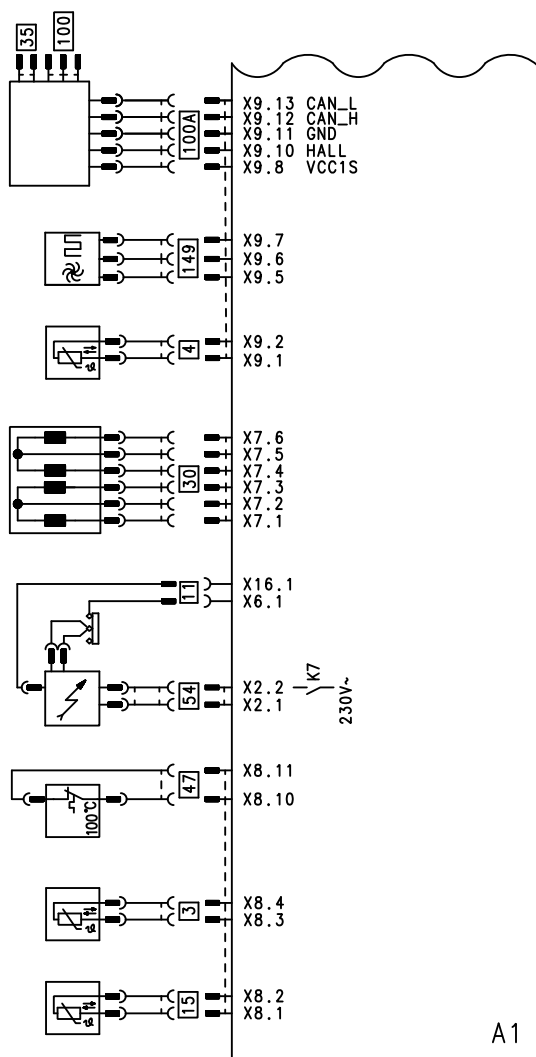 35
100
100A
X9.13 CAN_L
X9.12 CAN_H
X9.11 GND
X9.10 HALL
X9.8 VCC1S
149
X9.7
X9.6
X9.5
4
X9.2
X9.1
ϑ
30
X7.6
X7.5
X7.4
X7.3
X7.2
X7.1
11
X16.1
X6.1
54
X2.2
X2.1
K7
230V~
47
X8.11
X8.10
100°C
3
X8.4
X8.3
ϑ
15
X8.2
X8.1
ϑ
A1